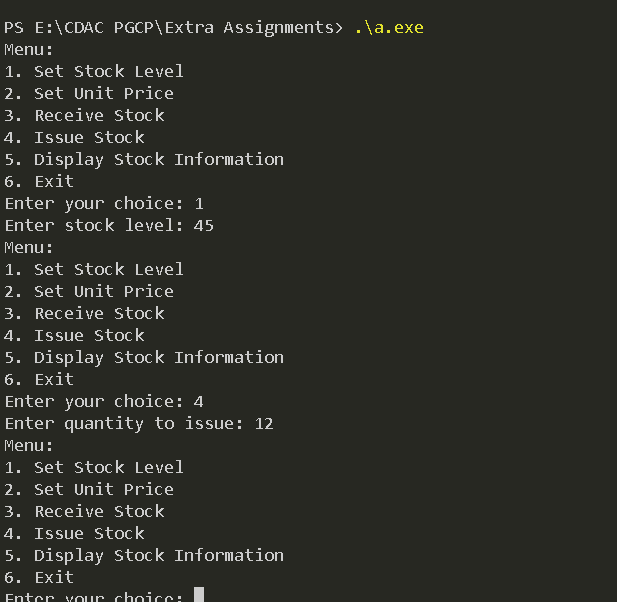 PS E:\CDAC PGCP\Extra Assignments> .\a.exe
Menu:
1. Set Stock Level
2. Set Unit Price
3. Receive Stock
4. Issue Stock
5. Display Stock Information
6. Exit
Enter your choice: 1
Enter stock level: 45
Menu:
1. Set Stock Level
2. Set Unit Price
3. Receive Stock
4. Issue Stock
5. Display Stock Information
6. Exit
Enter your choice: 4
Enter quantity to issue: 12
Menu:
1. Set Stock Level
2. Set Unit Price
3. Receive Stock
4. Issue Stock
5. Display Stock Information
6. Exit
Enter your choice: